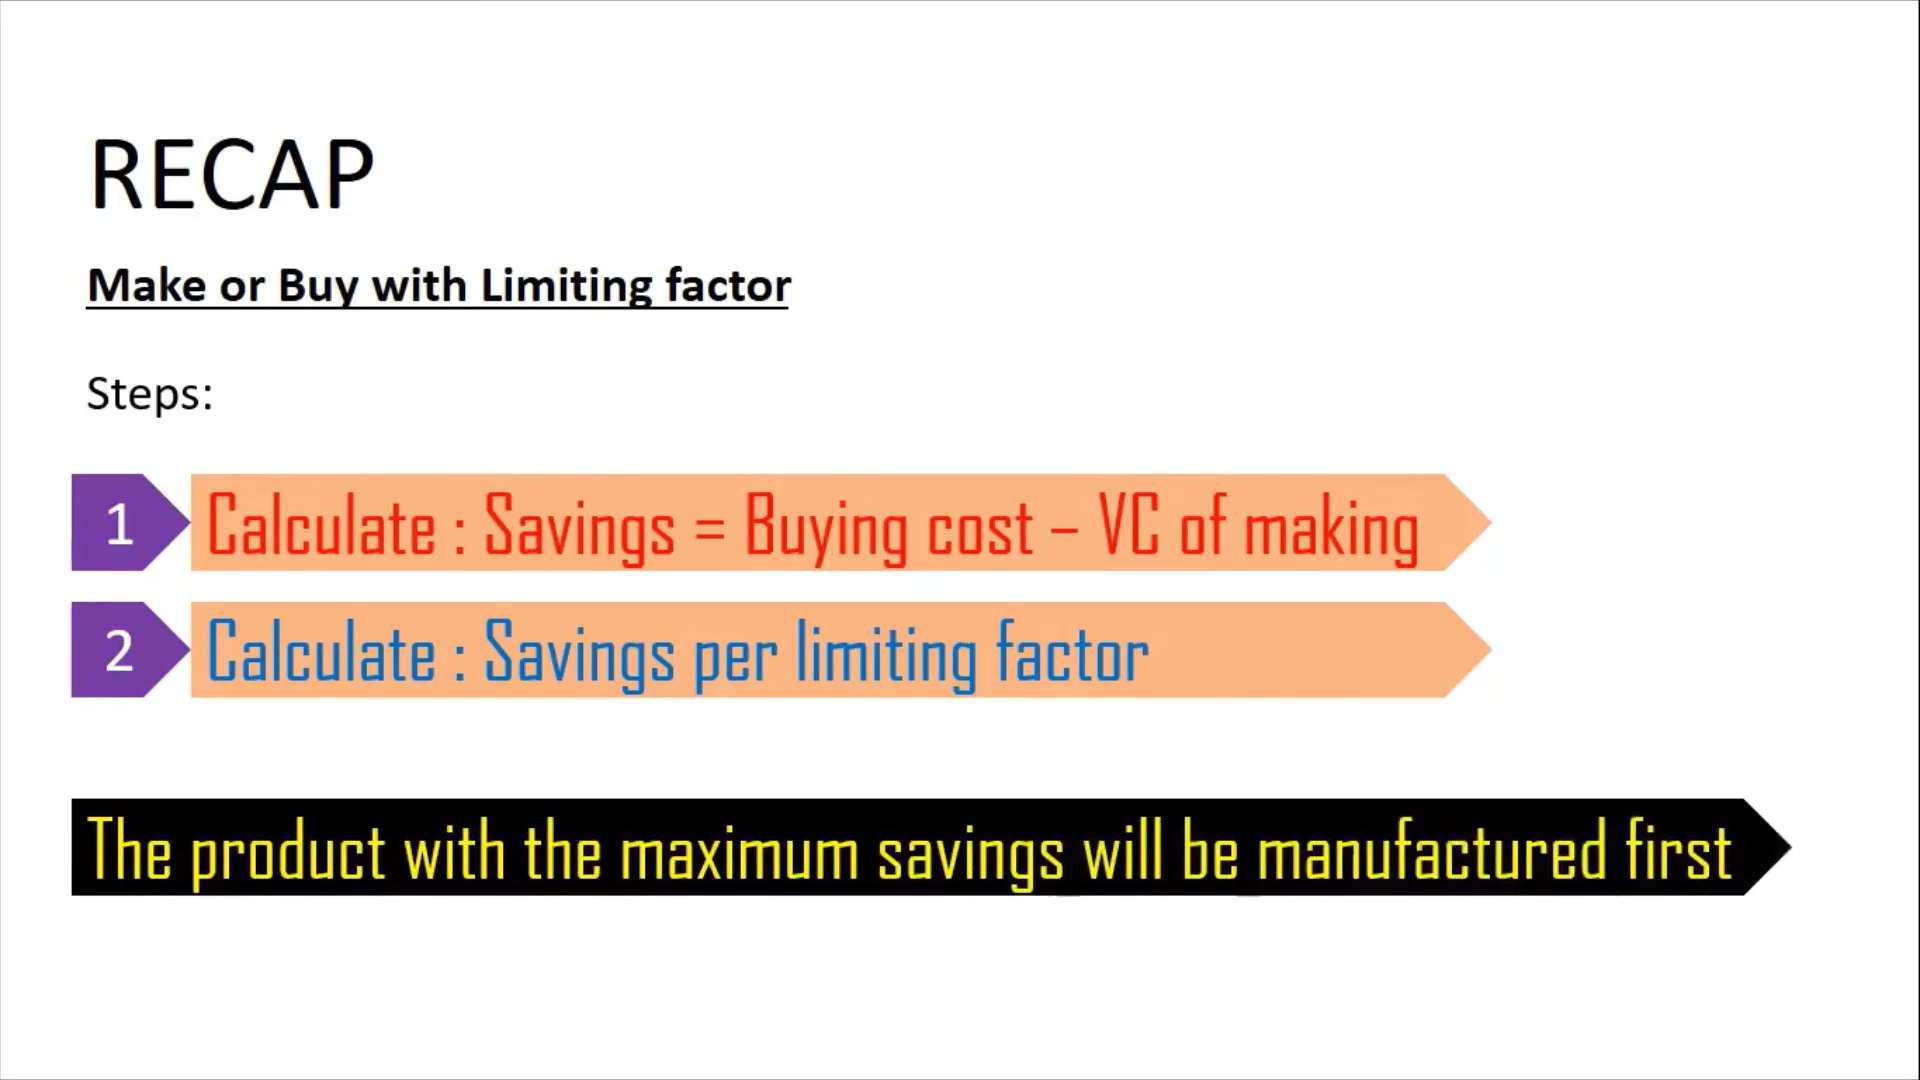 RECAP
Make or Buy with Limiting factor
Steps:
1 Calculate : Savings = Buying cost – VC of making
2 Calculate : Savings per limiting factor
The product with the maximum savings will be manufactured first